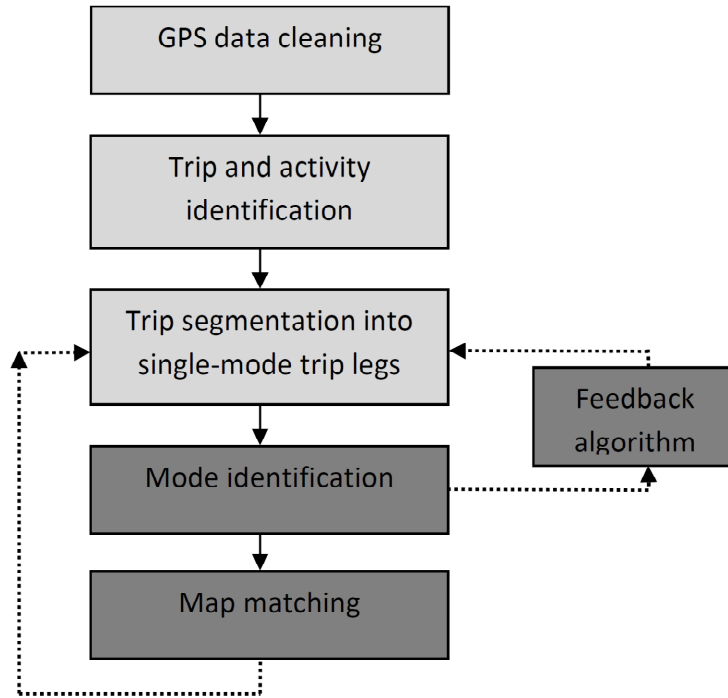 GPS data cleaning
Trip and activity
identification
Trip segmentation into
single-mode trip legs
Feedback
algorithm
Mode identification
Map matching